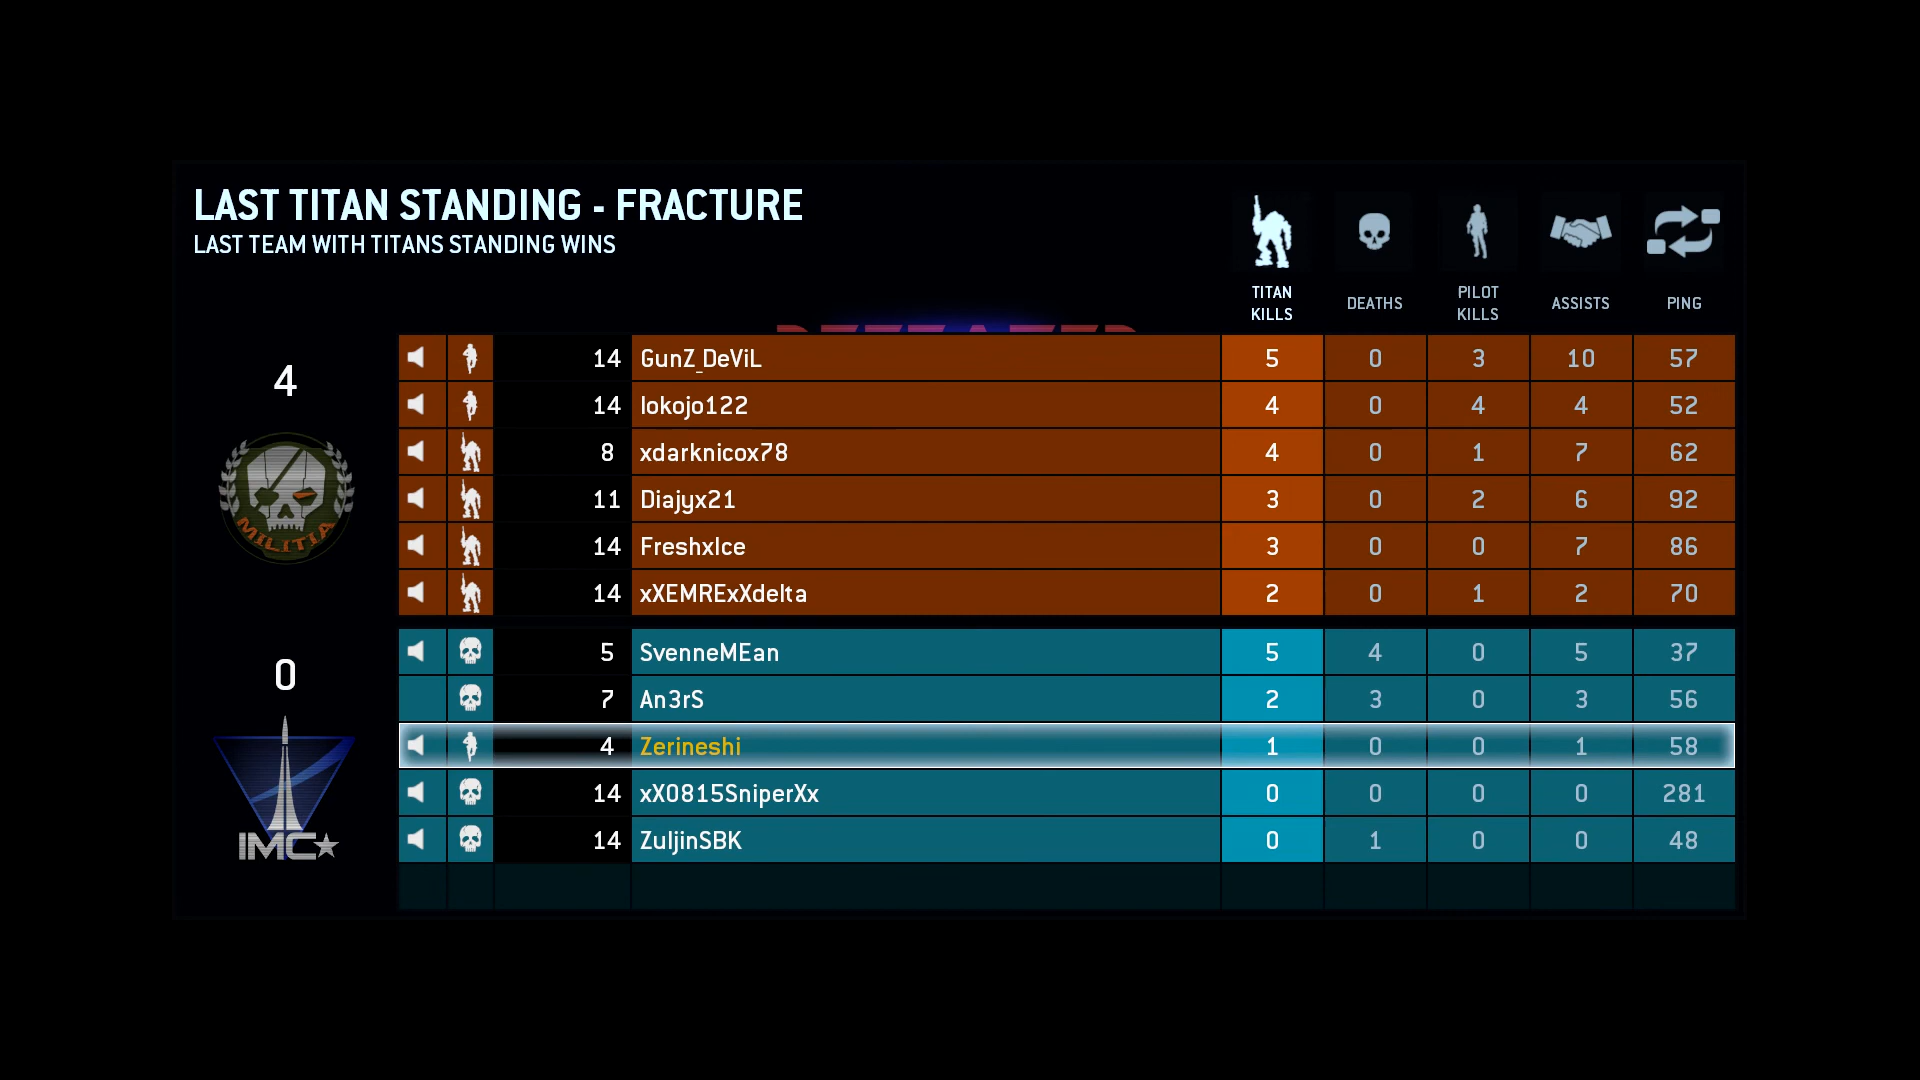 LAST TITAN STANDING - FRACTURE
LAST TEAM WITH TITANS STANDING WINS
TITAN KILLS DEATHS PILOT KILLS ASSISTS PING
4
MILITIA
14 GunZ_DeViL 5 0 3 10 57
14 lokojo122 4 0 4 4 52
8 xdarknicox78 4 0 1 7 62
11 Diajyx21 3 0 2 6 92
14 FreshxIce 3 0 0 7 86
14 xXEMRExXdelta 2 0 1 2 70
0
IMC
5 SvenneMEan 5 4 0 5 37
7 An3rS 2 3 0 3 56
4 Zerineshi 1 0 0 1 58
14 xX0815SniperXx 0 0 0 0 281
14 ZuljinSBK 0 1 0 0 48